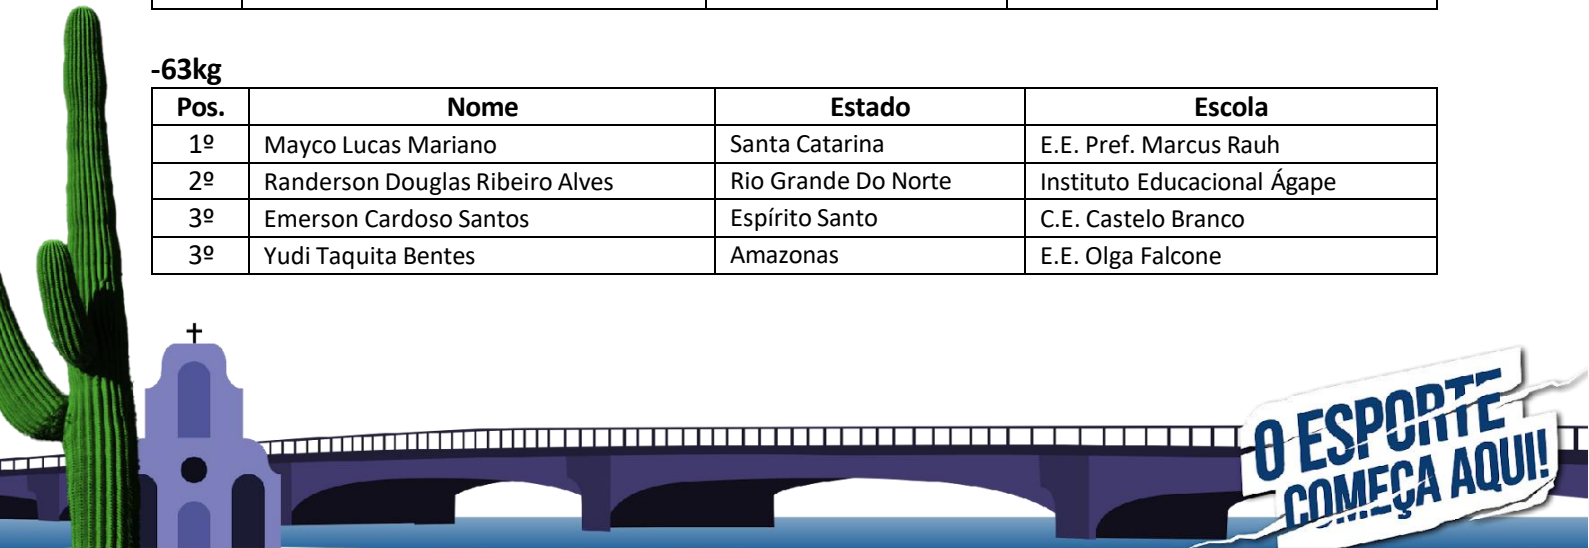 -63kg
Pos. Nome Estado Escola
1º Mayco Lucas Mariano Santa Catarina E.E. Pref. Marcus Rauh
2º Randerson Douglas Ribeiro Alves Rio Grande Do Norte Instituto Educacional Ágape
3º Emerson Cardoso Santos Espírito Santo C.E. Castelo Branco
3º Yudi Taquita Bentes Amazonas E.E. Olga Falcone
O ESPORTE
COMEÇA AQUI!